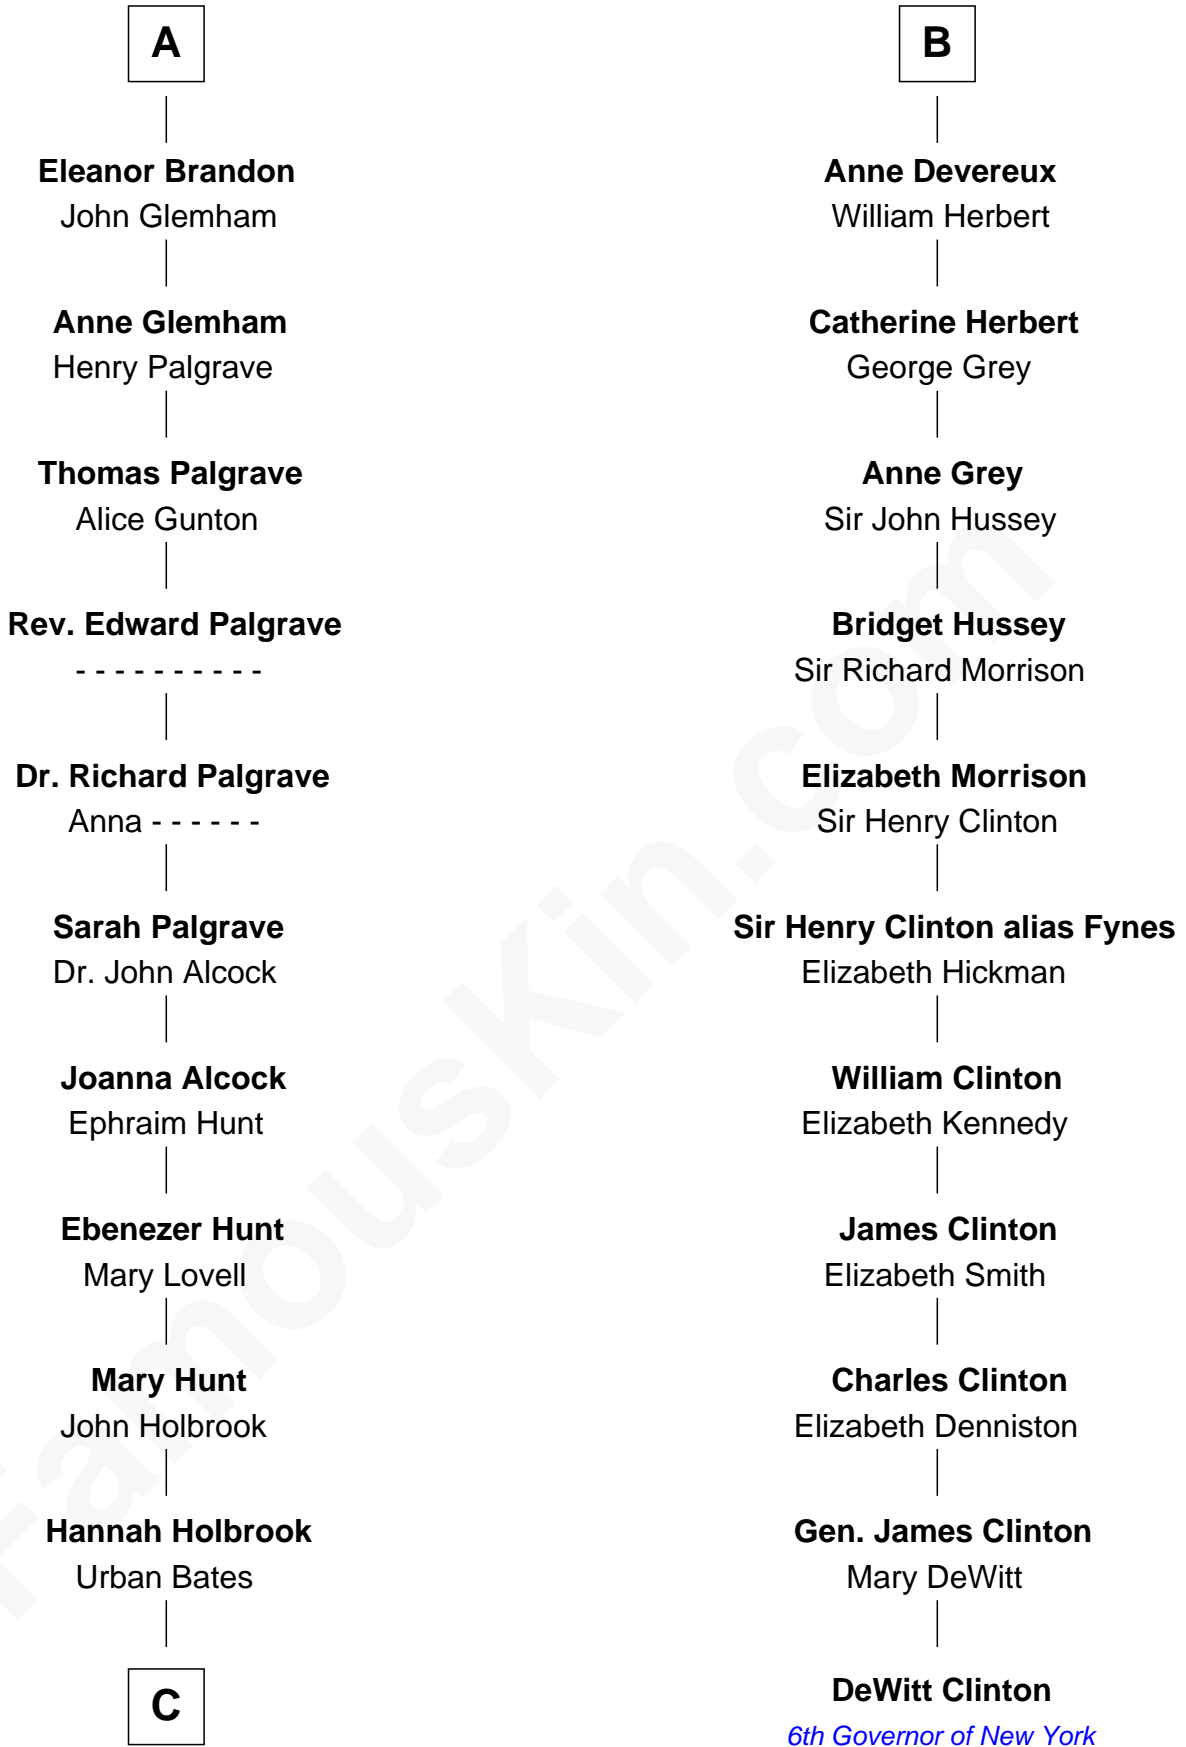 A
Eleanor Brandon
John Glemham
Anne Glemham
Henry Palgrave
Thomas Palgrave
Alice Gunton
Rev. Edward Palgrave
- - - - - - - - - -
Dr. Richard Palgrave
Anna - - - - - -
Sarah Palgrave
Dr. John Alcock
Joanna Alcock
Ephraim Hunt
Ebenezer Hunt
Mary Lovell
Mary Hunt
John Holbrook
Hannah Holbrook
Urban Bates
C
B
Anne Devereux
William Herbert
Catherine Herbert
George Grey
Anne Grey
Sir John Hussey
Bridget Hussey
Sir Richard Morrison
Elizabeth Morrison
Sir Henry Clinton
Sir Henry Clinton alias Fynes
Elizabeth Hickman
William Clinton
Elizabeth Kennedy
James Clinton
Elizabeth Smith
Charles Clinton
Elizabeth Denniston
Gen. James Clinton
Mary DeWitt
DeWitt Clinton
6th Governor of New York
FamousKin.com